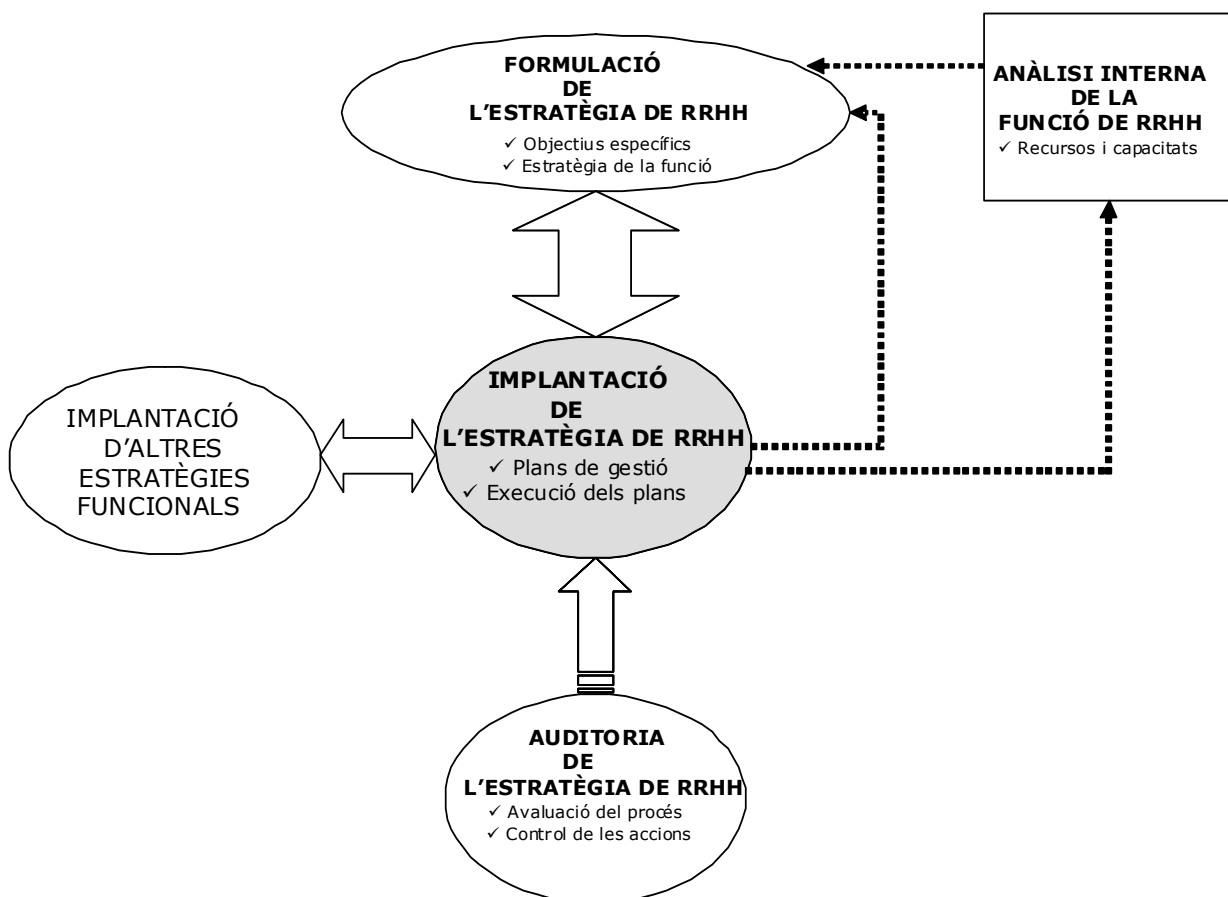 FORMULACIÓ
DE
L'ESTRATÈGIA DE RRHH
✓ Objectius específics
✓ Estratègia de la funció
ANÀLISI INTERNA
DE LA
FUNCIÓ DE RRHH
✓ Recursos i capacitats
IMPLANTACIÓ
D'ALTRES
ESTRATÈGIES
FUNCIONALS
IMPLANTACIÓ
DE
L'ESTRATÈGIA DE RRHH
✓ Plans de gestió
✓ Execució dels plans
AUDITORIA
DE
L'ESTRATÈGIA DE RRHH
✓ Avaluació del procés
✓ Control de les accions